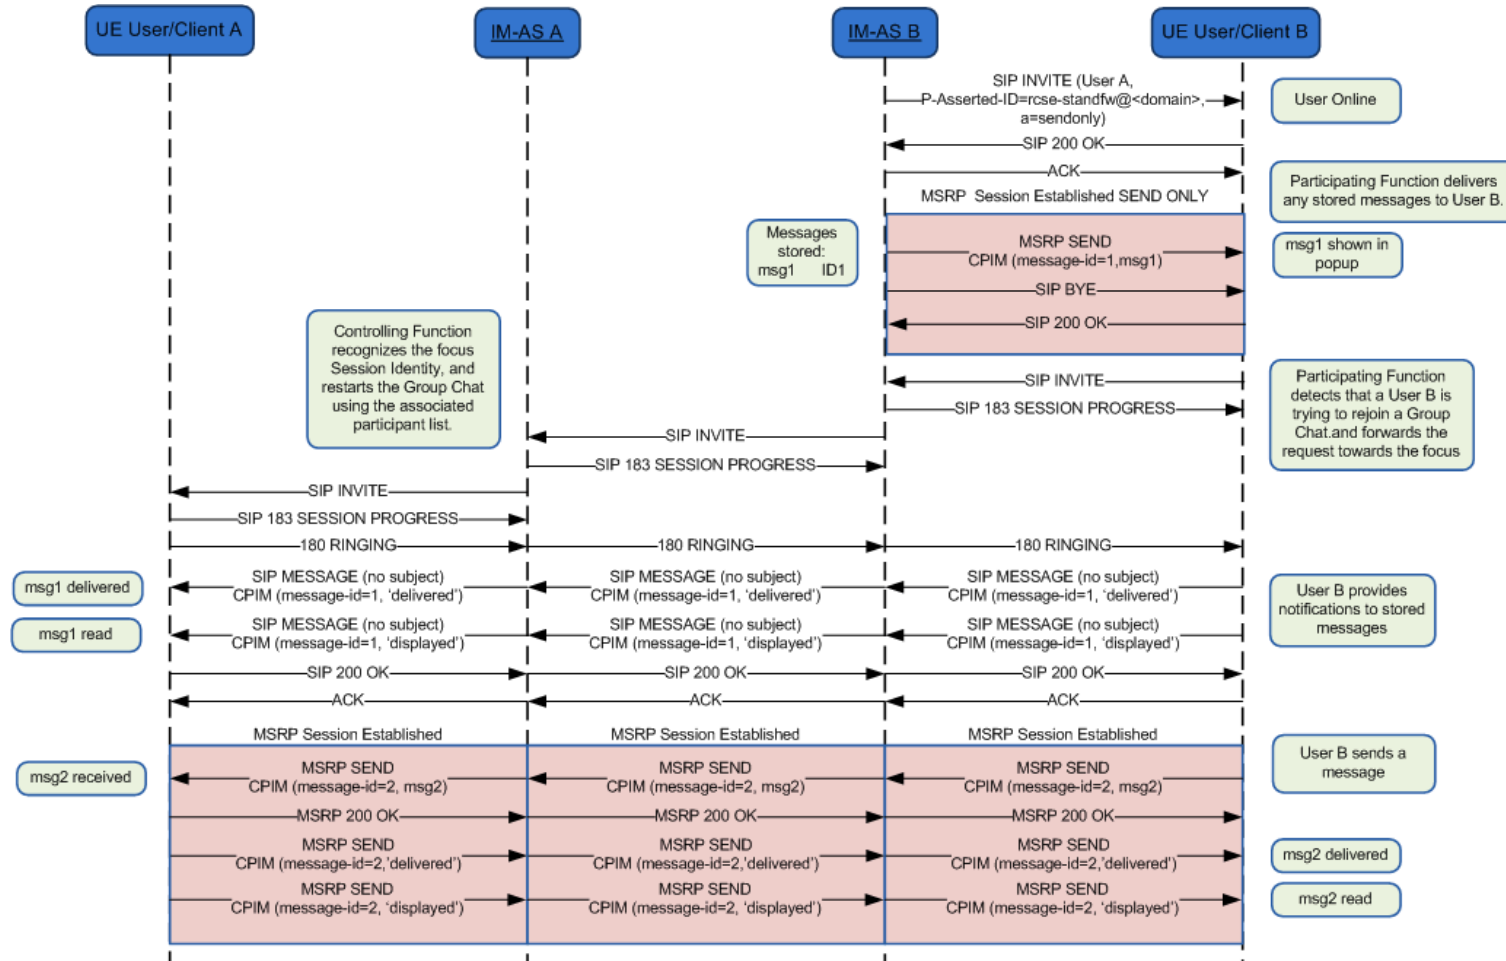 UE User/Client A
IM-AS A
IM-AS B
UE User/Client B
SIP INVITE (User A,
P-Asserted-ID=rcse-standfw@<domain>,
a=sendonly)
User Online
SIP 200 OK
ACK
Participating Function delivers
any stored messages to User B.
MSRP Session Established SEND ONLY
Messages
stored:
msg1 ID1
MSRP SEND
CPIM (message-id=1,msg1)
msg1 shown in
popup
SIP BYE
SIP 200 OK
Controlling Function
recognizes the focus
Session Identity, and
restarts the Group Chat
using the associated
participant list.
SIP INVITE
SIP 183 SESSION PROGRESS
Participating Function
detects that a User B is
trying to rejoin a Group
Chat.and forwards the
request towards the focus
SIP INVITE
SIP 183 SESSION PROGRESS
SIP INVITE
SIP 183 SESSION PROGRESS
180 RINGING
180 RINGING
180 RINGING
msg1 delivered
SIP MESSAGE (no subject)
CPIM (message-id=1, ‘delivered’)
SIP MESSAGE (no subject)
CPIM (message-id=1, ‘delivered’)
SIP MESSAGE (no subject)
CPIM (message-id=1, ‘delivered’)
User B provides
notifications to stored
messages
msg1 read
SIP MESSAGE (no subject)
CPIM (message-id=1, ‘displayed’)
SIP MESSAGE (no subject)
CPIM (message-id=1, ‘displayed’)
SIP MESSAGE (no subject)
CPIM (message-id=1, ‘displayed’)
SIP 200 OK
SIP 200 OK
SIP 200 OK
ACK
ACK
ACK
MSRP Session Established
MSRP Session Established
MSRP Session Established
User B sends a
message
msg2 received
MSRP SEND
CPIM (message-id=2, msg2)
MSRP SEND
CPIM (message-id=2, msg2)
MSRP SEND
CPIM (message-id=2, msg2)
MSRP 200 OK
MSRP 200 OK
MSRP 200 OK
MSRP SEND
CPIM (message-id=2,’delivered’)
MSRP SEND
CPIM (message-id=2,’delivered’)
MSRP SEND
CPIM (message-id=2,’delivered’)
msg2 delivered
MSRP SEND
CPIM (message-id=2, ‘displayed’)
MSRP SEND
CPIM (message-id=2, ‘displayed’)
MSRP SEND
CPIM (message-id=2, ‘displayed’)
msg2 read